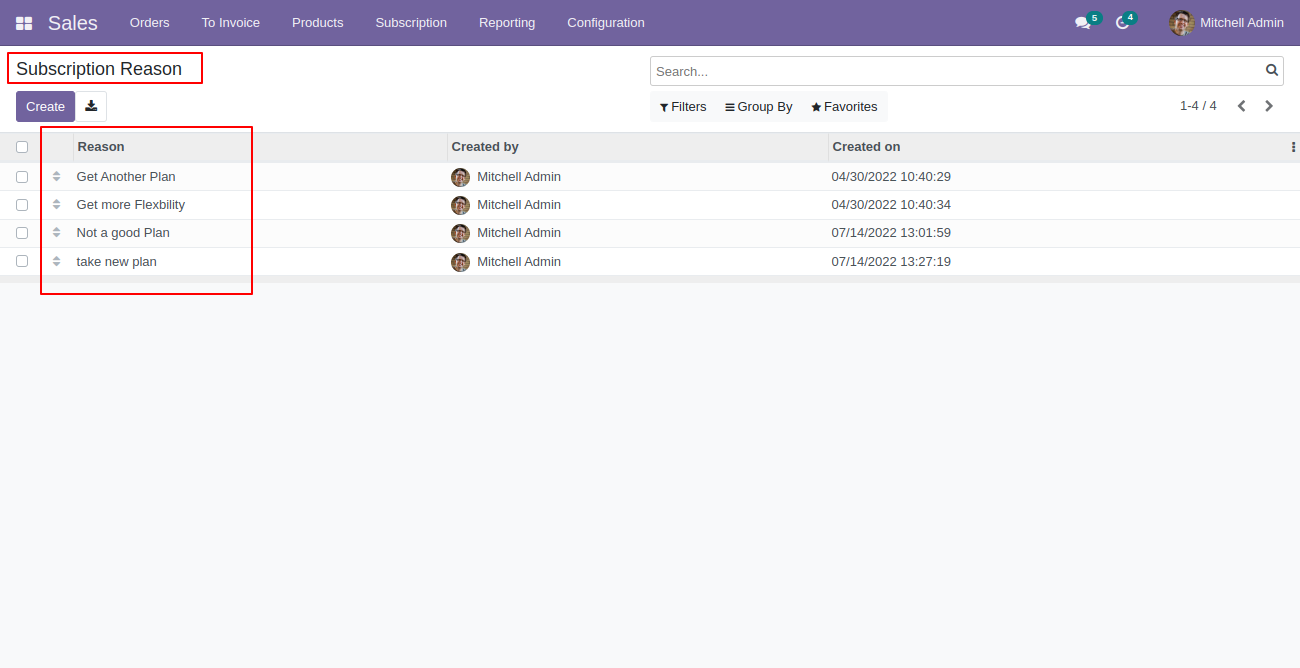 Sales Orders To Invoice Products Subscription Reporting Configuration 5 4 Mitchell Admin
Subscription Reason
Search...
Create Filters Group By Favorites 1-4 / 4
Reason Created by Created on
Get Another Plan Mitchell Admin 04/30/2022 10:40:29
Get more Flexbility Mitchell Admin 04/30/2022 10:40:34
Not a good Plan Mitchell Admin 07/14/2022 13:01:59
take new plan Mitchell Admin 07/14/2022 13:27:19